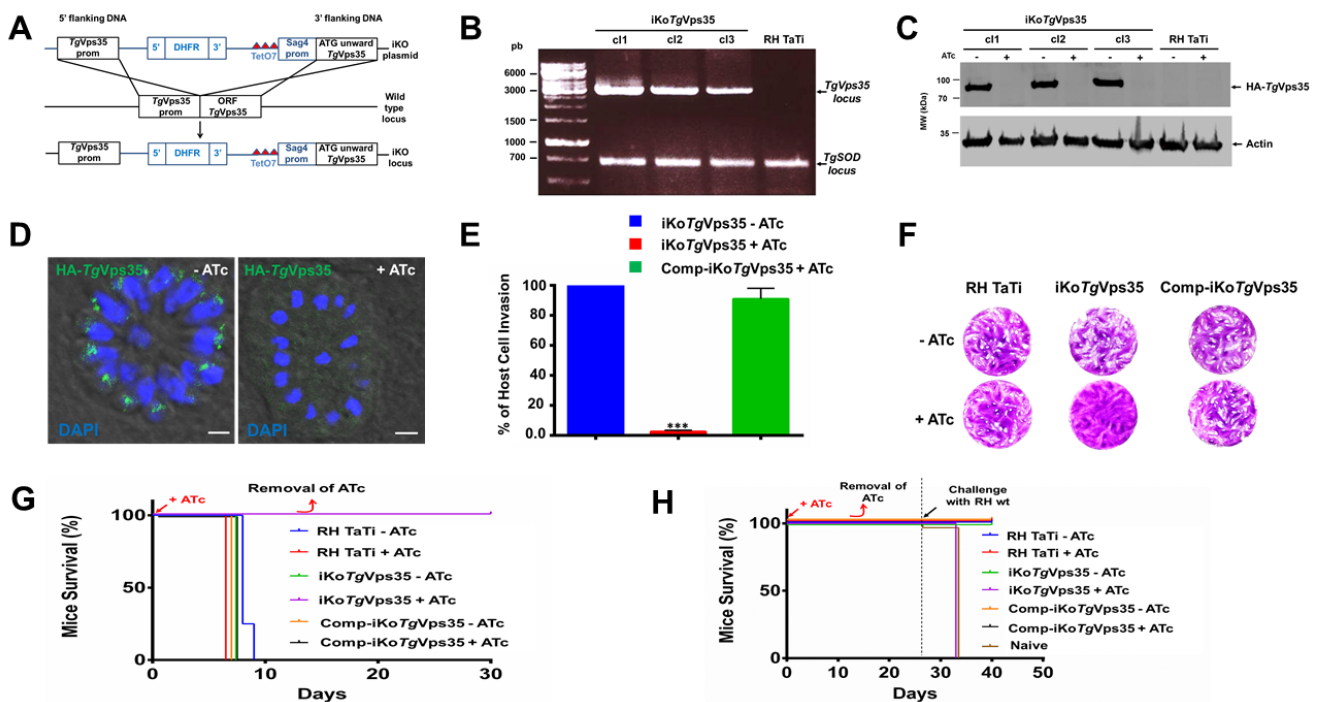 A
5' flanking DNA
3' flanking DNA
TgVps35
prom
5'
DHFR
3'
TetO7
Sag4
prom
ATG unward
TgVps35
iKO
plasmid
TgVps35
prom
ORF
TgVps35
Wild
type
locus
TgVps35
prom
5'
DHFR
3'
TetO7
Sag4
prom
ATG unward
TgVps35
iKO
locus
B
iKoTgVps35
pb
cl1
cl2
cl3
RH TaTi
6000
3000
1500
1000
700
TgVps35
locus
TgSOD
locus
C
iKoTgVps35
cl1
cl2
cl3
RH TaTi
ATc
- + - + - + - +
MW (kDa)
100
70
35
HA-TgVps35
Actin
D
HA-TgVps35
- ATc
DAPI
HA-TgVps35
+ ATc
E
iKoTgVps35 - ATc
iKoTgVps35 + ATc
Comp-iKoTgVps35 + ATc
% of Host Cell Invasion
100
80
60
40
20
0.0
***
F
RH TaTi
iKoTgVps35
Comp-iKoTgVps35
- ATc
+ ATc
G
+ ATc
Removal of ATc
Mice Survival (%)
100
50
0
RH TaTi - ATc
RH TaTi + ATc
iKoTgVps35 - ATc
iKoTgVps35 + ATc
Comp-iKoTgVps35 - ATc
Comp-iKoTgVps35 + ATc
0
10
20
30
Days
H
+ ATc
Removal of
ATc
Challenge
with RH wt
Mice Survival (%)
100
50
0
RH TaTi - ATc
RH TaTi + ATc
iKoTgVps35 - ATc
iKoTgVps35 + ATc
Comp-iKoTgVps35 - ATc
Comp-iKoTgVps35 + ATc
Naive
0
10
20
30
40
50
Days